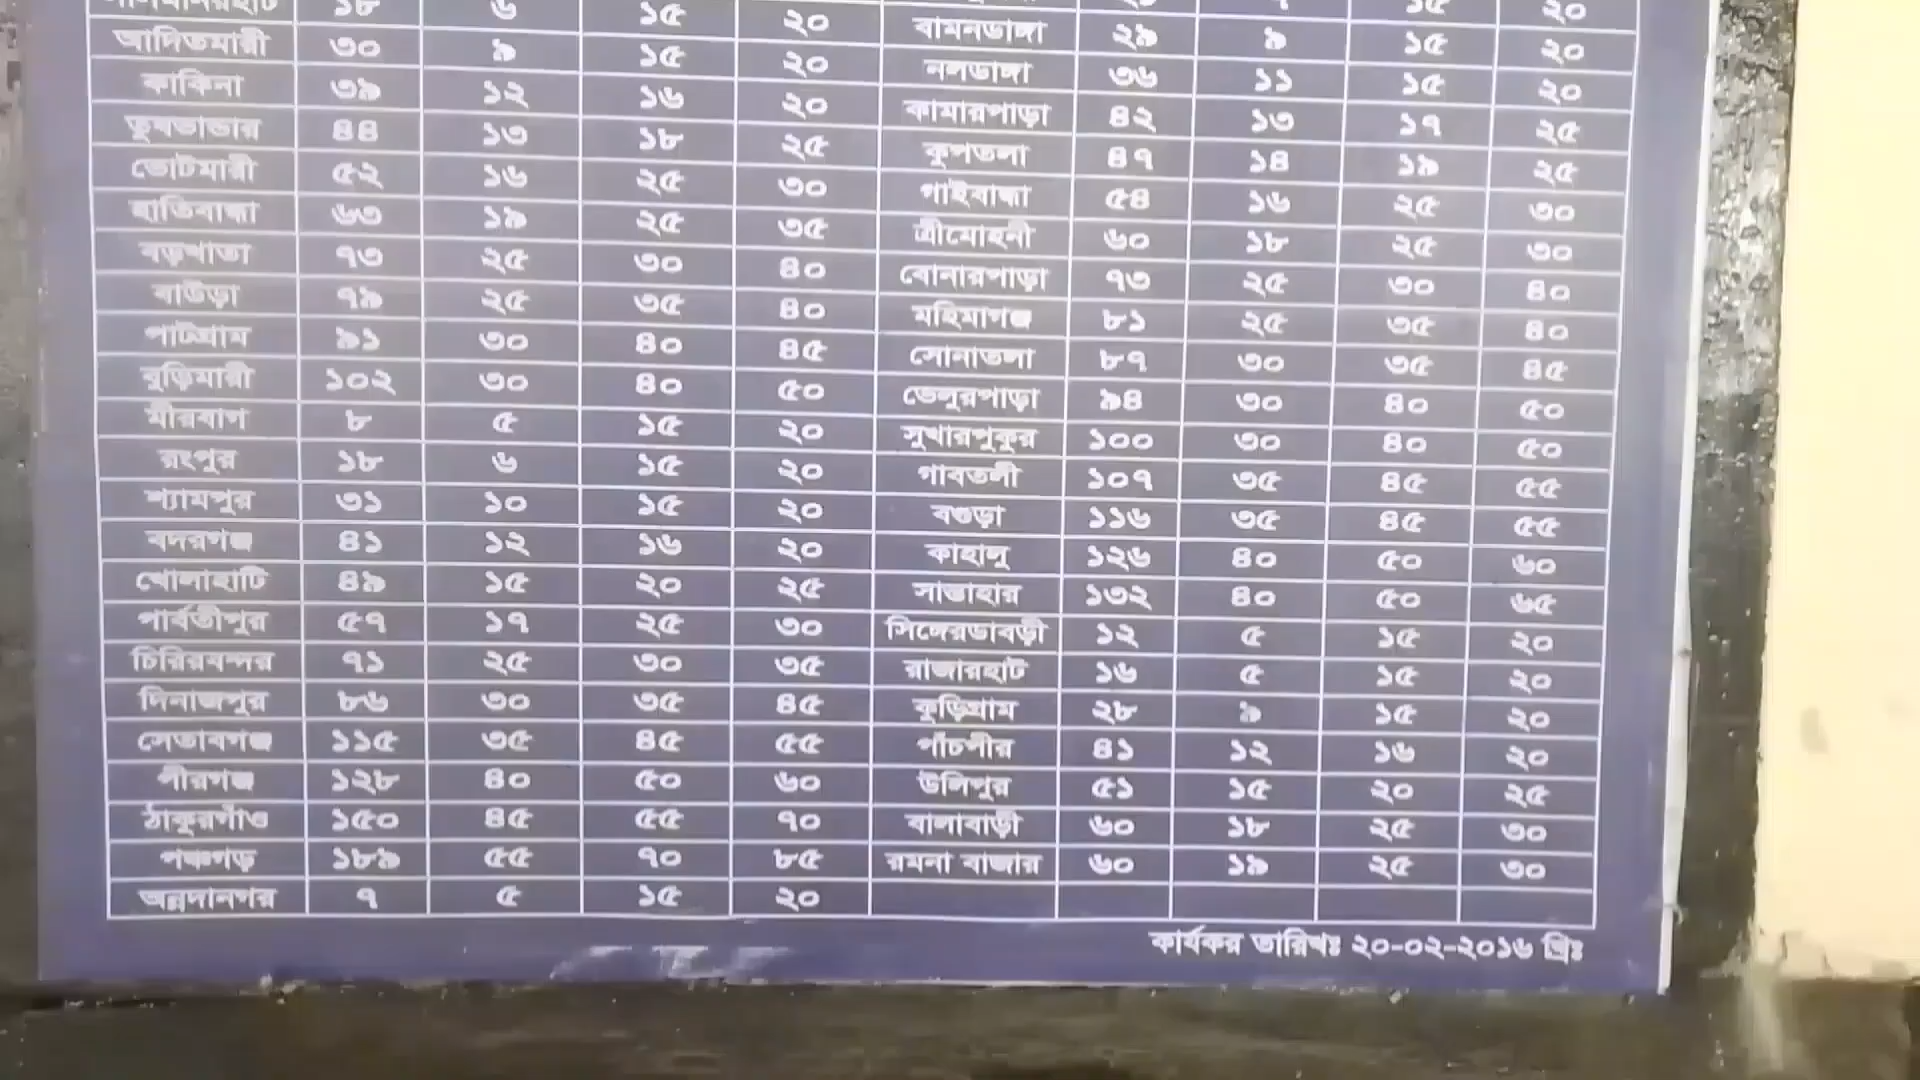 ১৮ ৬ ১৫ ২০ ১৫ ২০
আদিতমারী ৩০ ৯ ১৫ ২০ বামনডাঙ্গা ২৯ ৯ ১৫ ২০
কাকিনা ৩৯ ১২ ১৬ ২০ নলডাঙ্গা ৩৬ ১১ ১৫ ২০
তুষভান্ডার ৪৪ ১৩ ১৮ ২৫ কামারপাড়া ৪২ ১৩ ১৭ ২৫
ভোটমারী ৫২ ১৬ ২৫ ৩০ কুপতলা ৪৭ ১৪ ১৯ ২৫
হাতিবান্ধা ৬৩ ১৯ ২৫ ৩৫ গাইবান্ধা ৫৪ ১৬ ২৫ ৩০
বড়খাতা ৭৩ ২৫ ৩০ ৪০ ত্রীমোহনী ৬০ ১৮ ২৫ ৩০
বাউড়া ৭৯ ২৫ ৩৫ ৪০ বোনারপাড়া ৭৩ ২৫ ৩০ ৪০
পাটগ্রাম ৯১ ৩০ ৪০ ৪৫ মহিমাগঞ্জ ৮১ ২৫ ৩৫ ৪০
বুড়িমারী ১০২ ৩০ ৪০ ৫০ সোনাতলা ৮৭ ৩০ ৩৫ ৪৫
মীরবাগ ৮ ৫ ১৫ ২০ ভেলুরপাড়া ৯৪ ৩০ ৪০ ৫০
রংপুর ১৮ ৬ ১৫ ২০ সুখারপুকুর ১০০ ৩০ ৪০ ৫০
শ্যামপুর ৩১ ১০ ১৫ ২০ গাবতলী ১০৭ ৩৫ ৪৫ ৫৫
বদরগঞ্জ ৪১ ১২ ১৬ ২০ বগুড়া ১১৬ ৩৫ ৪৫ ৫৫
খোলাহাটি ৪৯ ১৫ ২০ ২৫ কাহালু ১২৬ ৪০ ৫০ ৬০
পার্বতীপুর ৫৭ ১৭ ২৫ ৩০ সান্তাহার ১৩২ ৪০ ৫০ ৬৫
চিরিরবন্দর ৭১ ২৫ ৩০ ৩৫ সিঙ্গেরডাবড়ী ১২ ৫ ১৫ ২০
দিনাজপুর ৮৬ ৩০ ৩৫ ৪৫ রাজারহাট ১৬ ৫ ১৫ ২০
সেতাবগঞ্জ ১১৫ ৩৫ ৪৫ ৫৫ কুড়িগ্রাম ২৮ ৯ ১৫ ২০
পীরগঞ্জ ১২৮ ৪০ ৫০ ৬০ পাঁচপীর ৪১ ১২ ১৬ ২০
ঠাকুরগাঁও ১৫০ ৪৫ ৫৫ ৭০ উলিপুর ৫১ ১৫ ২০ ২৫
পঞ্চগড় ১৮৯ ৫৫ ৭০ ৮৫ বালাবাড়ী ৬০ ১৮ ২৫ ৩০
অন্নদানগর ৭ ৫ ১৫ ২০ রমনা বাজার ৬০ ১৯ ২৫ ৩০
কার্যকর তারিখঃ ২০-০২-২০১৬ খ্রিঃ